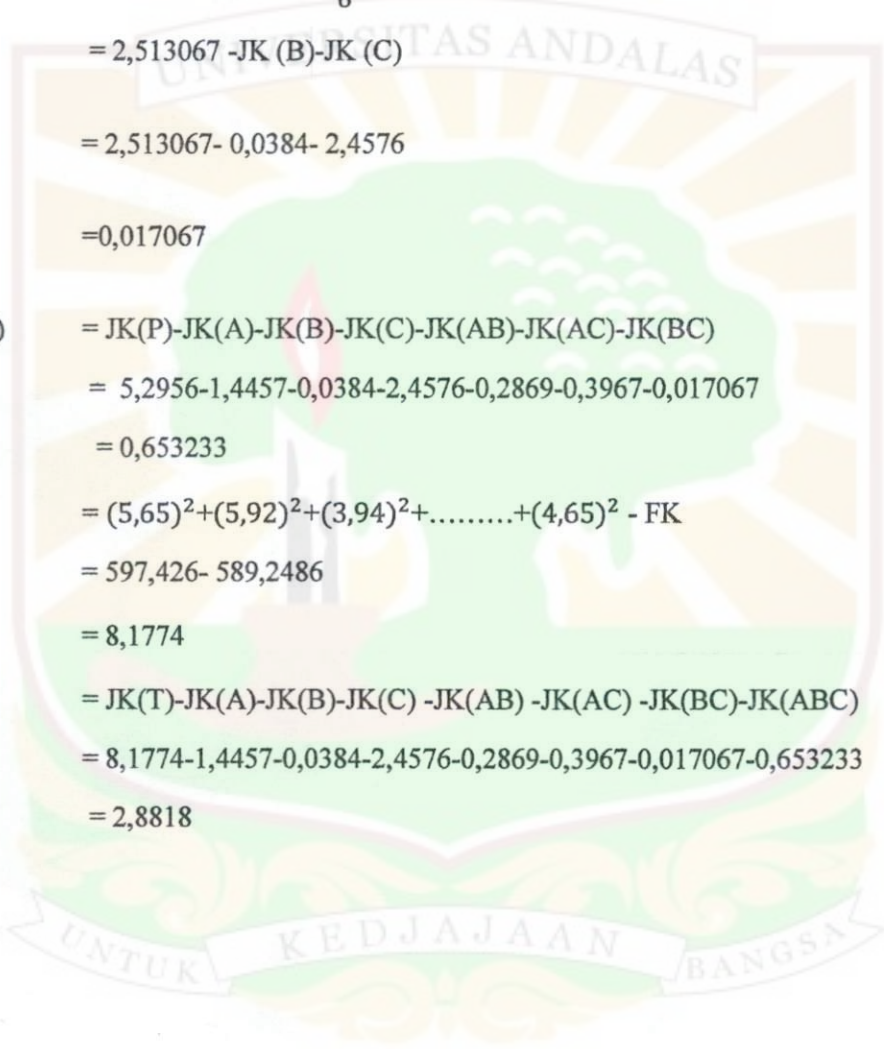 UNIVERSITAS ANDALAS
= 2,513067 -JK (B)-JK (C)
= 2,513067- 0,0384- 2,4576
=0,017067
) = JK(P)-JK(A)-JK(B)-JK(C)-JK(AB)-JK(AC)-JK(BC)
= 5,2956-1,4457-0,0384-2,4576-0,2869-0,3967-0,017067
= 0,653233
= (5,65)²+(5,92)²+(3,94)²+.........+(4,65)² - FK
= 597,426- 589,2486
= 8,1774
= JK(T)-JK(A)-JK(B)-JK(C) -JK(AB) -JK(AC) -JK(BC)-JK(ABC)
= 8,1774-1,4457-0,0384-2,4576-0,2869-0,3967-0,017067-0,653233
= 2,8818
UNTUK KEDJAJAAN BANGSA